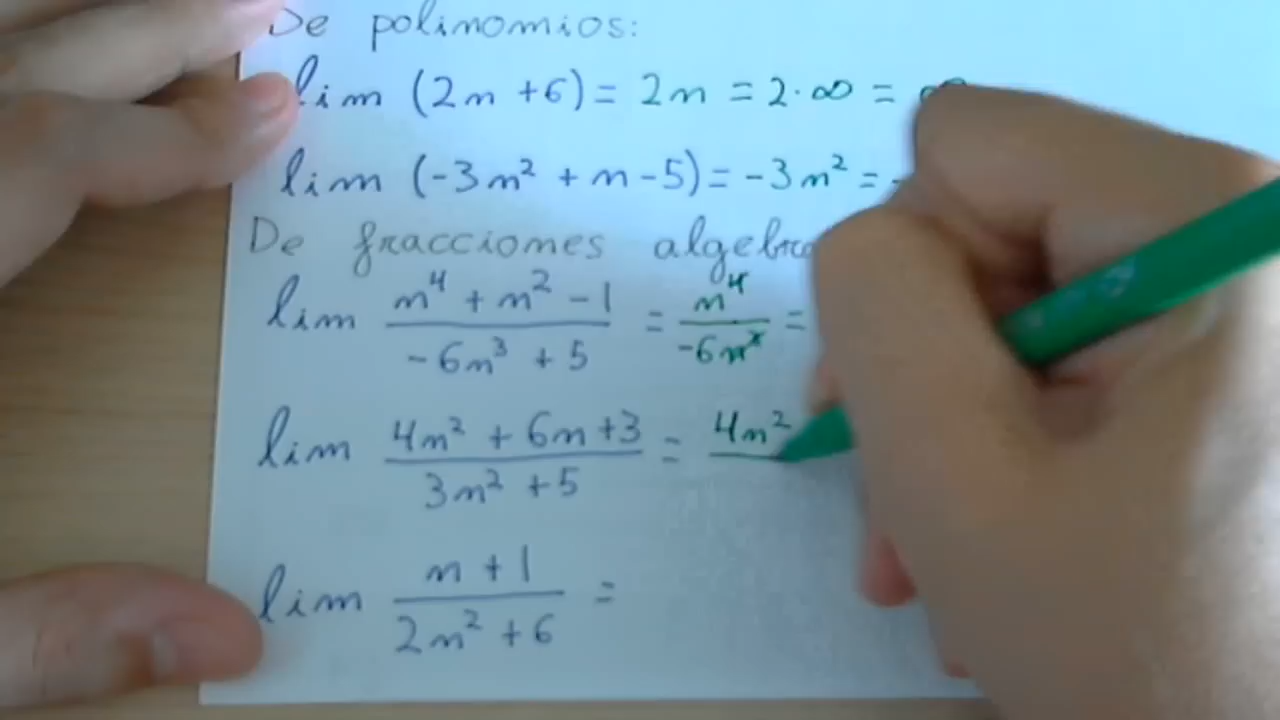 De polinomios:
lim (2n + 6) = 2n = 2·∞ = ∞
lim (-3n² + n - 5) = -3n² = -
De fracciones
lim (n⁴ + n² - 1)/(-6n³ + 5) = n⁴/-6n³ =
lim (4n² + 6n + 3)/(3n² + 5) = 4n²
lim (n + 1)/(2n² + 6) =